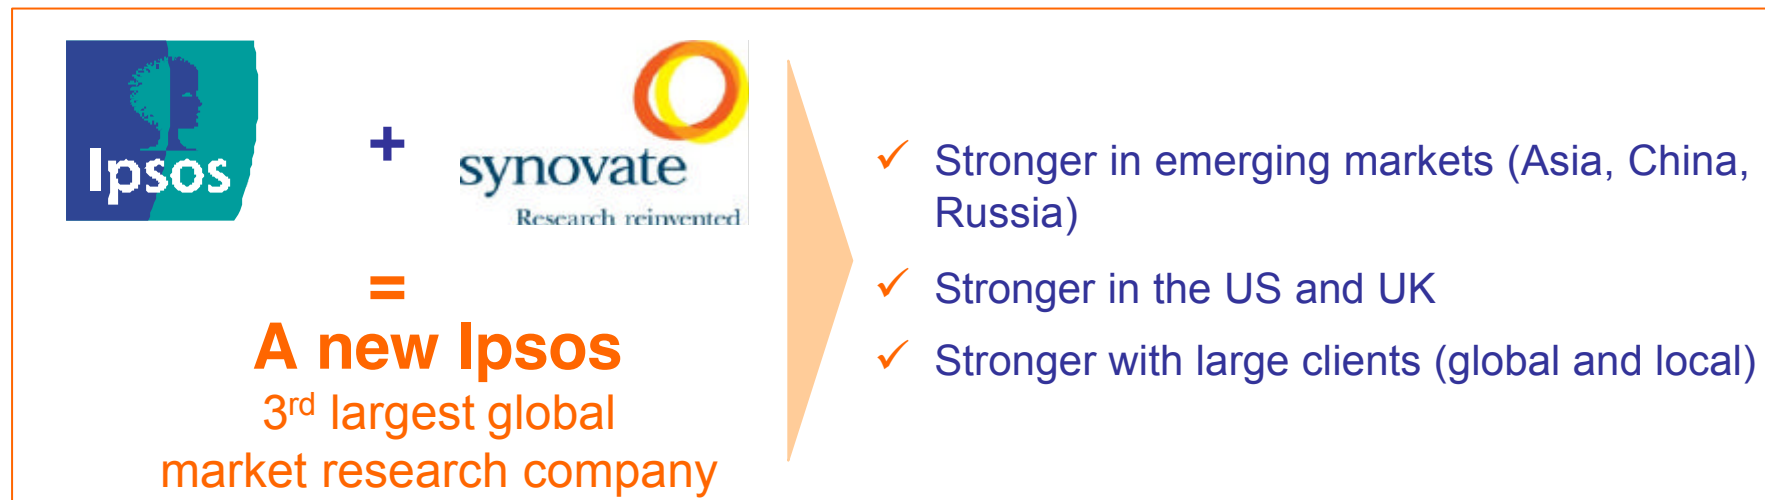 Ipsos
+
synovate
Research reinvented
=
A new Ipsos
3rd largest global
market research company
✓ Stronger in emerging markets (Asia, China,
Russia)
✓ Stronger in the US and UK
✓ Stronger with large clients (global and local)